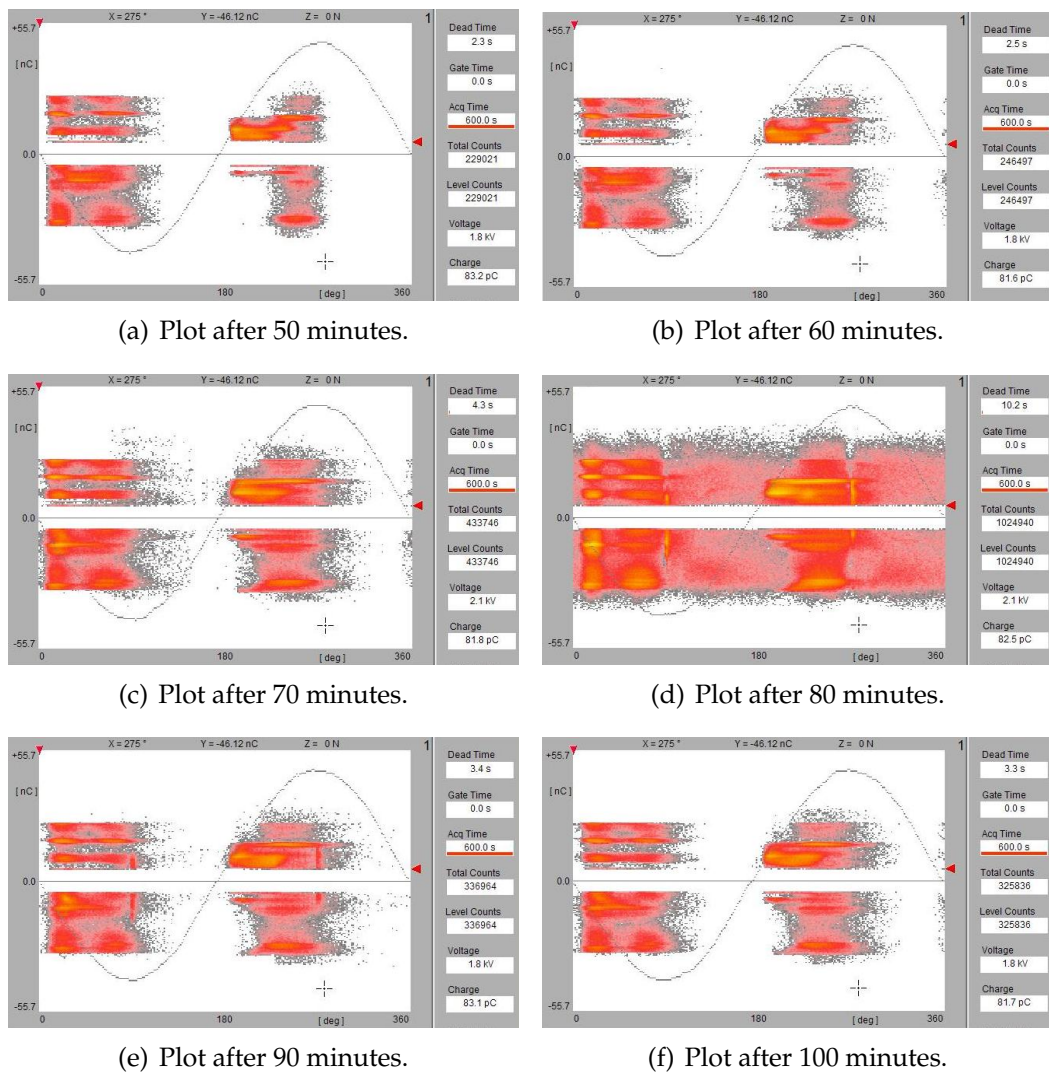 X = 275 ° Y = -46.12 nC Z = 0 N 1
+55.7
[ nC ]
0.0
-55.7
0 180 [ deg ] 360
Dead Time
2.3 s
Gate Time
0.0 s
Acq Time
600.0 s
Total Counts
229021
Level Counts
229021
Voltage
1.8 kV
Charge
83.2 pC
(a) Plot after 50 minutes.
X = 275 ° Y = -46.12 nC Z = 0 N 1
+55.7
[ nC ]
0.0
-55.7
0 180 [ deg ] 360
Dead Time
2.5 s
Gate Time
0.0 s
Acq Time
600.0 s
Total Counts
246497
Level Counts
246497
Voltage
1.8 kV
Charge
81.6 pC
(b) Plot after 60 minutes.
X = 275 ° Y = -46.12 nC Z = 0 N 1
+55.7
[ nC ]
0.0
-55.7
0 180 [ deg ] 360
Dead Time
4.3 s
Gate Time
0.0 s
Acq Time
600.0 s
Total Counts
433746
Level Counts
433746
Voltage
2.1 kV
Charge
81.8 pC
(c) Plot after 70 minutes.
X = 275 ° Y = -46.12 nC Z = 0 N 1
+55.7
[ nC ]
0.0
-55.7
0 180 [ deg ] 360
Dead Time
10.2 s
Gate Time
0.0 s
Acq Time
600.0 s
Total Counts
1024940
Level Counts
1024940
Voltage
2.1 kV
Charge
82.5 pC
(d) Plot after 80 minutes.
X = 275 ° Y = -46.12 nC Z = 0 N 1
+55.7
[ nC ]
0.0
-55.7
0 180 [ deg ] 360
Dead Time
3.4 s
Gate Time
0.0 s
Acq Time
600.0 s
Total Counts
336964
Level Counts
336964
Voltage
1.8 kV
Charge
83.1 pC
(e) Plot after 90 minutes.
X = 275 ° Y = -46.12 nC Z = 0 N 1
+55.7
[ nC ]
0.0
-55.7
0 180 [ deg ] 360
Dead Time
3.3 s
Gate Time
0.0 s
Acq Time
600.0 s
Total Counts
325836
Level Counts
325836
Voltage
1.8 kV
Charge
81.7 pC
(f) Plot after 100 minutes.